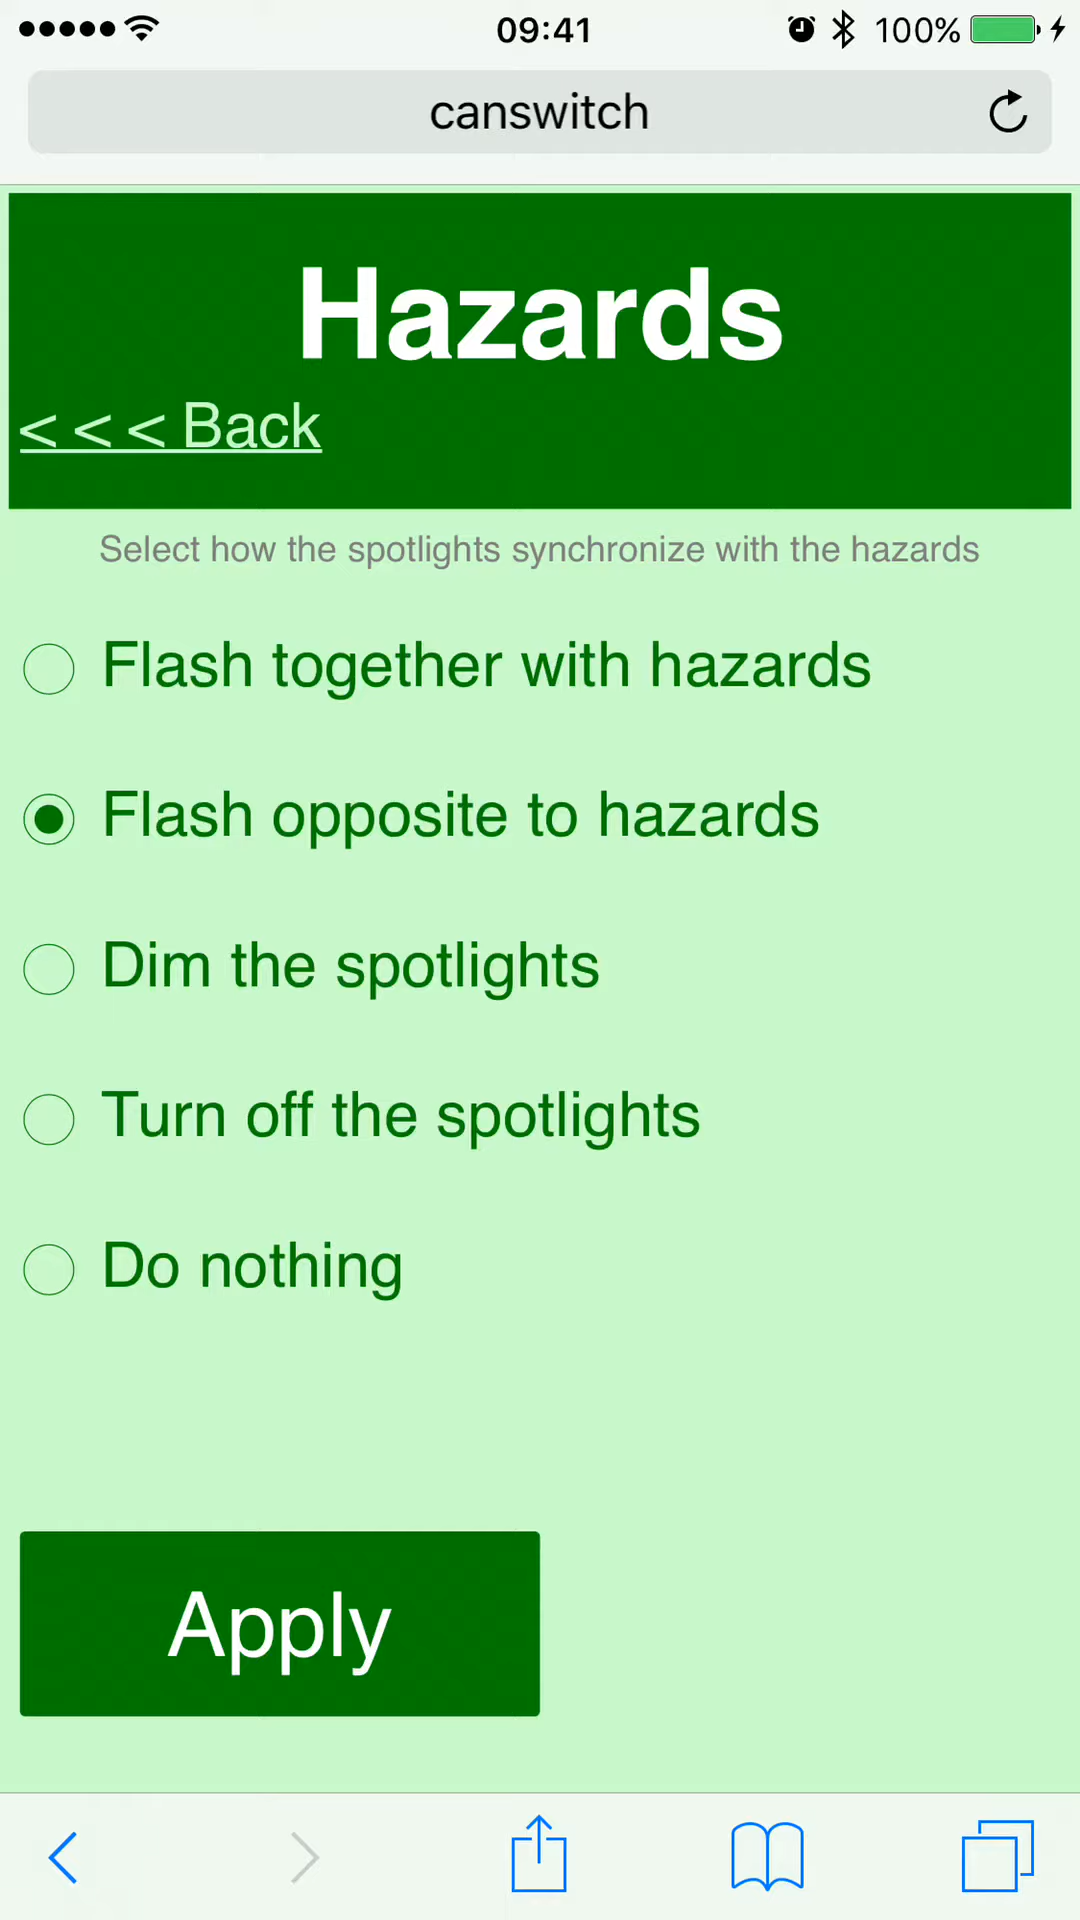 09:41
100%
canswitch
Hazards
< < < Back
Select how the spotlights synchronize with the hazards
Flash together with hazards
Flash opposite to hazards
Dim the spotlights
Turn off the spotlights
Do nothing
Apply